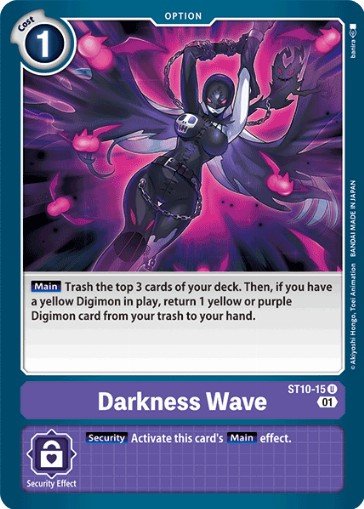 OPTION
Cost
1
banira
Main Trash the top 3 cards of your deck. Then, if you have
a yellow Digimon in play, return 1 yellow or purple
Digimon card from your trash to your hand.
©Akiyoshi Hongo, Toei Animation BANDAI MADE IN JAPAN
ST10-15 U
Darkness Wave
01
Security Activate this card's Main effect.
Security Effect